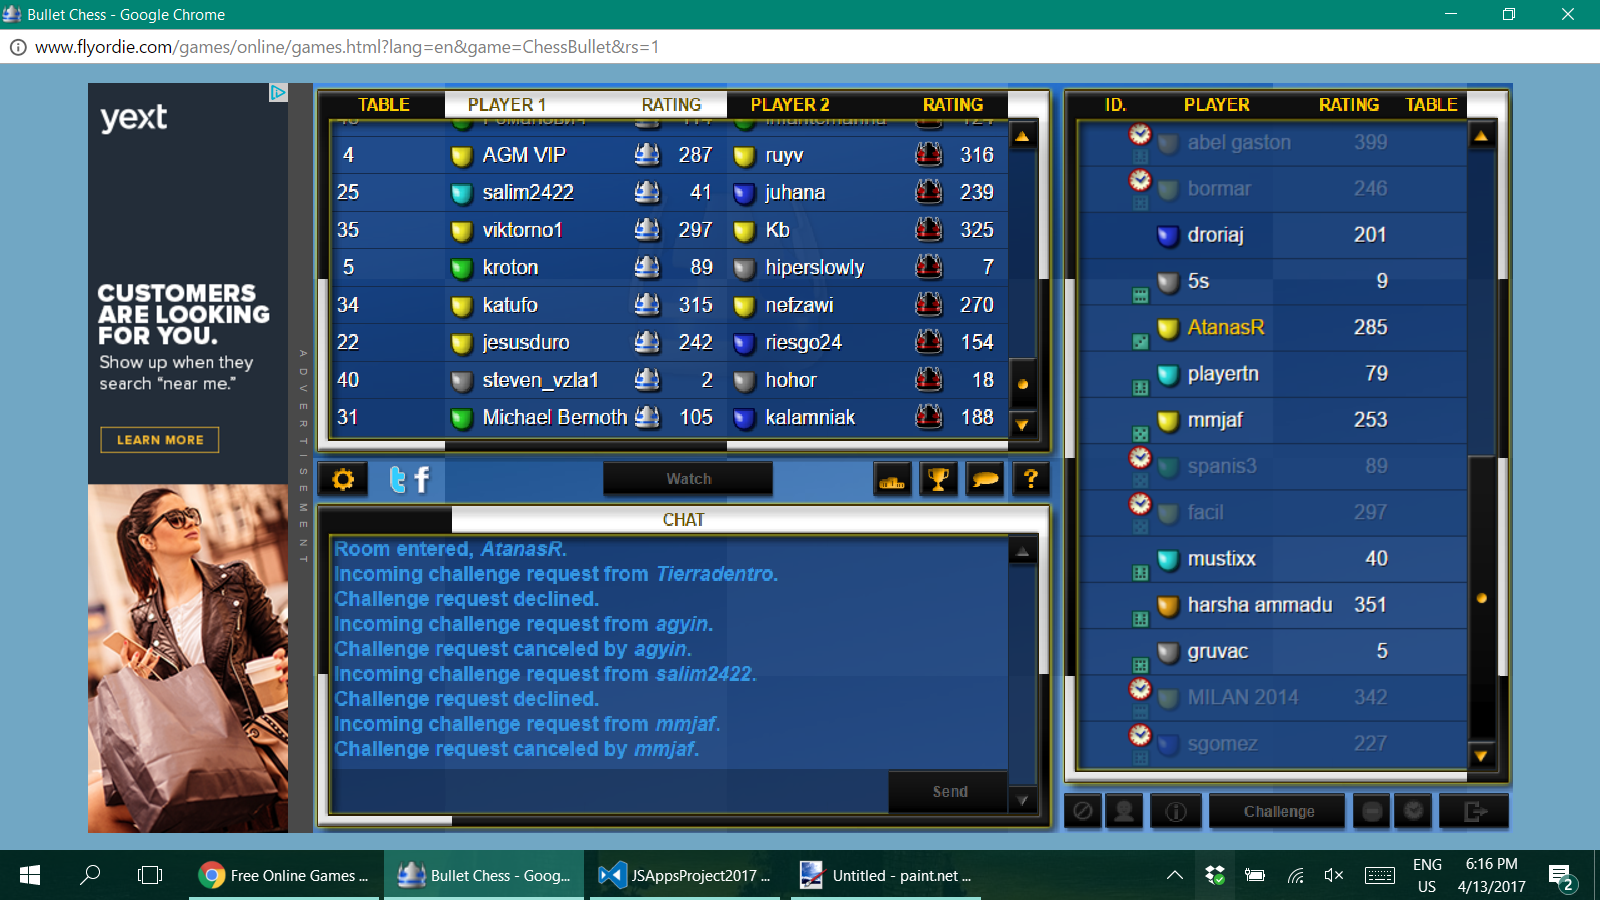 Bullet Chess - Google Chrome
www.flyordie.com/games/online/games.html?lang=en&game=ChessBullet&rs=1
yext
CUSTOMERS
ARE LOOKING
FOR YOU.
Show up when they
search “near me.”
LEARN MORE
ADVERTISEMENT
TABLE PLAYER 1 RATING PLAYER 2 RATING
4 AGM VIP 287 ruyv 316
25 salim2422 41 juhana 239
35 viktorno1 297 Kb 325
5 kroton 89 hiperslowly 7
34 katufo 315 nefzawi 270
22 jesusduro 242 riesgo24 154
40 steven_vzla1 2 hohor 18
31 Michael Bernoth 105 kalamniak 188
Watch
?
CHAT
Room entered, AtanasR.
Incoming challenge request from Tierradentro.
Challenge request declined.
Incoming challenge request from agyin.
Challenge request canceled by agyin.
Incoming challenge request from salim2422.
Challenge request declined.
Incoming challenge request from mmjaf.
Challenge request canceled by mmjaf.
Send
ID. PLAYER RATING TABLE
abel gaston 399
bormar 246
droriaj 201
5s 9
AtanasR 285
playertn 79
mmjaf 253
spanis3 89
facil 297
mustixx 40
harsha ammadu 351
gruvac 5
MILAN 2014 342
sgomez 227
Challenge
Free Online Games ...
Bullet Chess - Goog...
JSAppsProject2017 ...
Untitled - paint.net ...
ENG
US
6:16 PM
4/13/2017
2